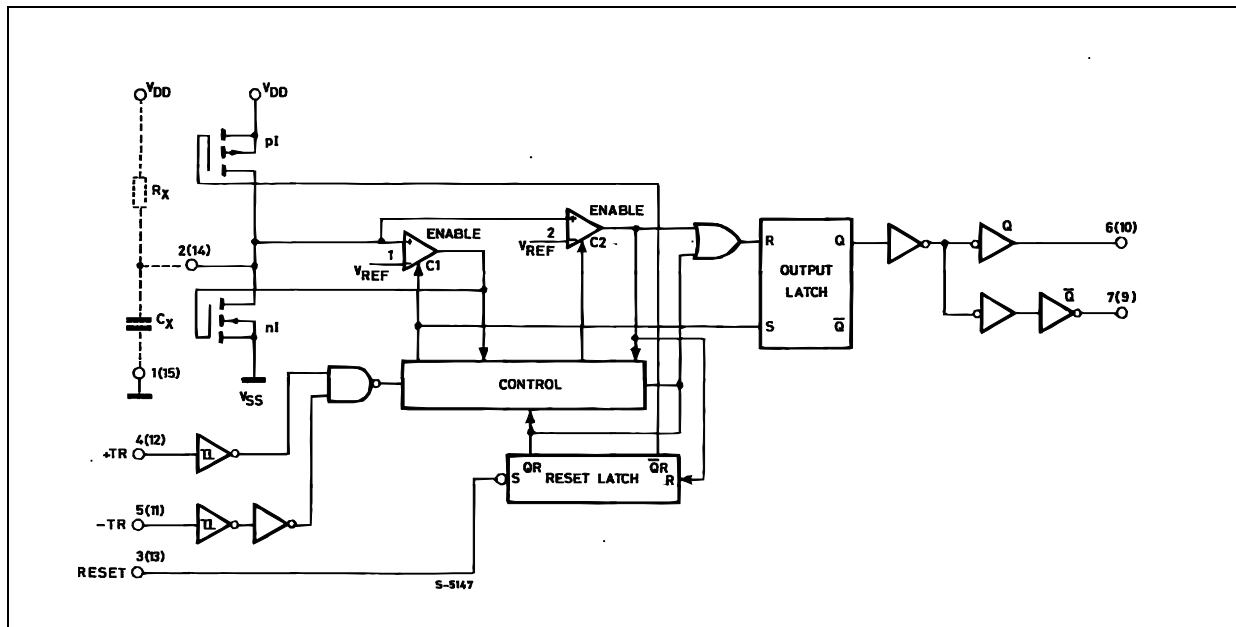 VDD
VDD
pI
RX
2(14)
ENABLE
ENABLE
1
VREF
C1
2
VREF
C2
CX
nI
1(15)
VSS
CONTROL
R
Q
OUTPUT
LATCH
S
Q̅
Q
6(10)
Q̅
7(9)
4(12)
+TR
5(11)
-TR
3(13)
RESET
S
QR
Q̅R
R
RESET LATCH
S-5147